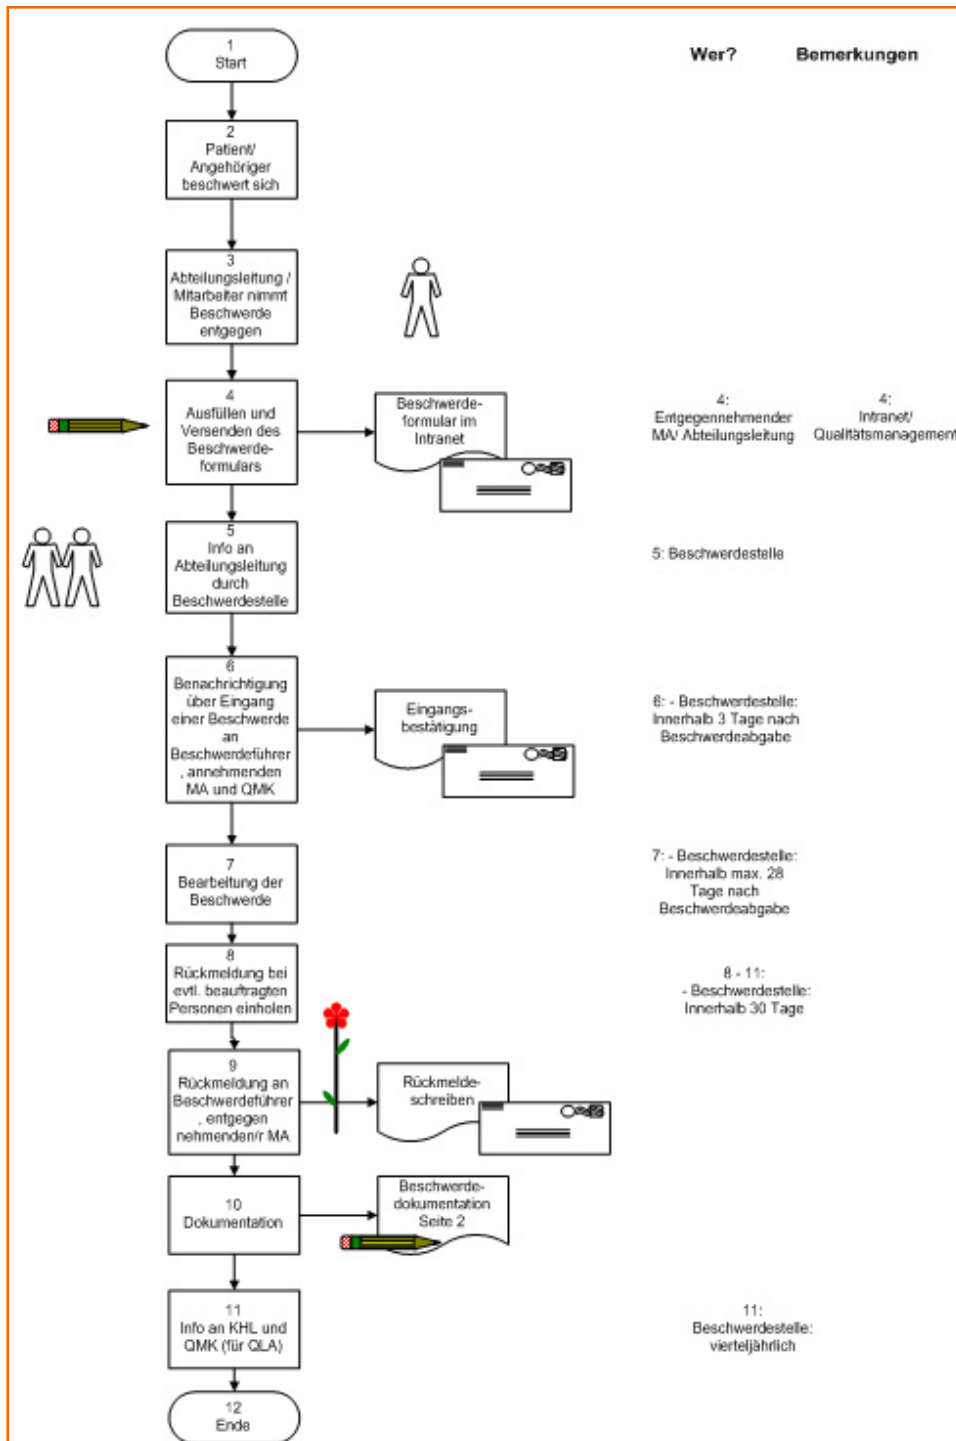 1
Start
Wer? Bemerkungen
2
Patient/
Angehöriger
beschwert sich
3
Abteilungsleitung /
Mitarbeiter nimmt
Beschwerde
entgegen
4
Ausfüllen und
Versenden des
Beschwerde-
formulars
Beschwerde-
formular im
Intranet
4:
Entgegennehmender
MA/ Abteilungsleitung
4:
Intranet/
Qualitätsmanagement
5
Info an
Abteilungsleitung
durch
Beschwerdestelle
5: Beschwerdestelle
6
Benachrichtigung
über Eingang
einer Beschwerde
an
Beschwerdeführer
, annehmenden
MA und QMK
Eingangs-
bestätigung
6: - Beschwerdestelle:
Innerhalb 3 Tage nach
Beschwerdeabgabe
7
Bearbeitung der
Beschwerde
7: - Beschwerdestelle:
Innerhalb max. 28
Tage nach
Beschwerdeabgabe
8
Rückmeldung bei
evtl. beauftragten
Personen einholen
8 - 11:
- Beschwerdestelle:
Innerhalb 30 Tage
9
Rückmeldung an
Beschwerdeführer
, entgegen
nehmenden/r MA
Rückmelde-
schreiben
10
Dokumentation
Beschwerde-
dokumentation
Seite 2
11
Info an KHL und
QMK (für QLA)
11:
Beschwerdestelle:
vierteljährlich
12
Ende